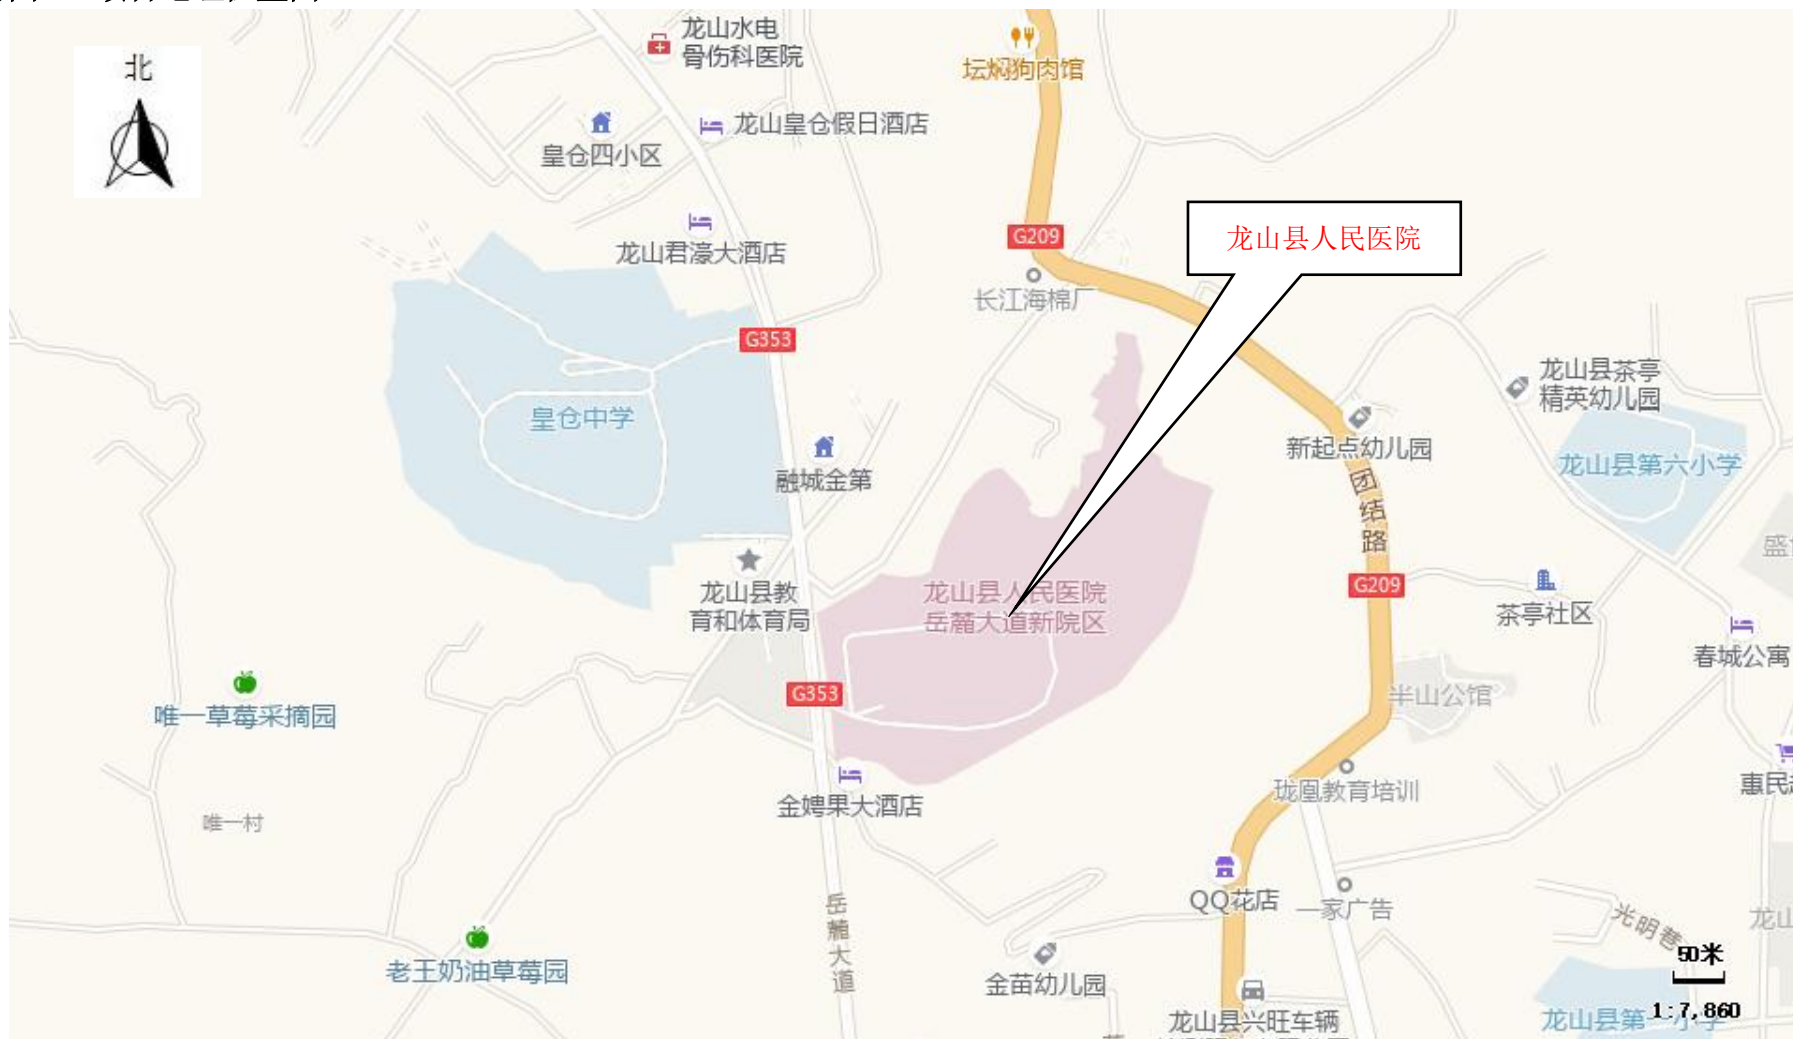 北
龙山水电
骨伤科医院
坛焖狗肉馆
龙山皇仓假日酒店
皇仓四小区
龙山君濠大酒店
G209
龙山县人民医院
长江海棉厂
G353
龙山县茶亭
精英幼儿园
皇仓中学
新起点幼儿园
龙山县第六小学
融城金第
团结路
盛
龙山县教
育和体育局
龙山县人民医院
岳麓大道新院区
G209
茶亭社区
春城公寓
G353
半山公馆
唯一草莓采摘园
金娉果大酒店
珑凰教育培训
惠民
唯一村
QQ花店
一家广告
岳麓大道
光明巷
龙山
50米
老王奶油草莓园
金苗幼儿园
龙山县兴旺车辆
龙山县第一小学
1:7,860